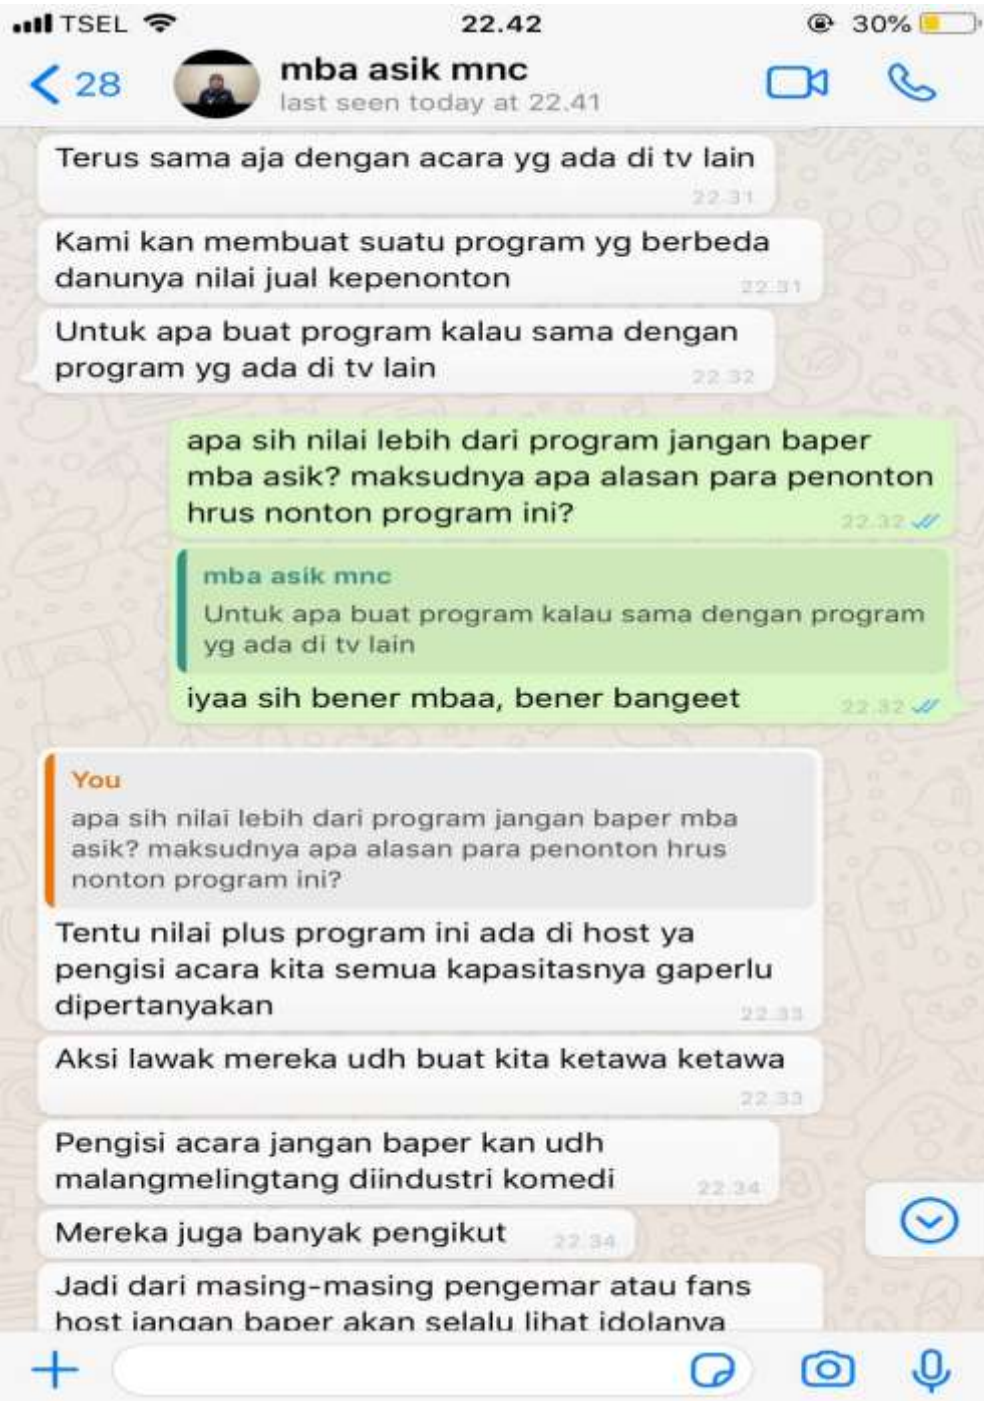 TSEL 22.42 30%
28 mba asik mnc
last seen today at 22.41
Terus sama aja dengan acara yg ada di tv lain
22.31
Kami kan membuat suatu program yg berbeda
danunya nilai jual kepenonton
22.31
Untuk apa buat program kalau sama dengan
program yg ada di tv lain
22.32
apa sih nilai lebih dari program jangan baper
mba asik? maksudnya apa alasan para penonton
hrus nonton program ini?
22.32
mba asik mnc
Untuk apa buat program kalau sama dengan program
yg ada di tv lain
iyaa sih bener mbaa, bener bangeet
22.32
You
apa sih nilai lebih dari program jangan baper mba
asik? maksudnya apa alasan para penonton hrus
nonton program ini?
Tentu nilai plus program ini ada di host ya
pengisi acara kita semua kapasitasnya gaperlu
dipertanyakan
22.33
Aksi lawak mereka udh buat kita ketawa ketawa
22.33
Pengisi acara jangan baper kan udh
malangmelingtang diindustri komedi
22.34
Mereka juga banyak pengikut
22.34
Jadi dari masing-masing pengemar atau fans
host jangan baper akan selalu lihat idolanya